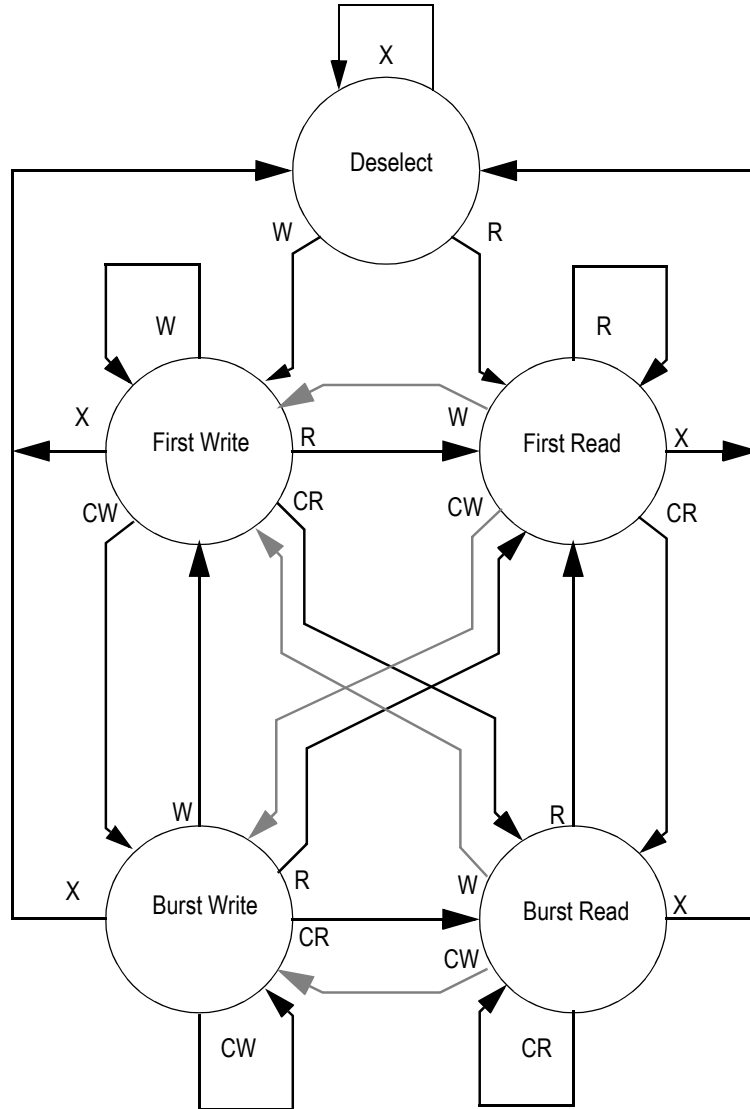 X
Deselect
W
R
W
R
X
W
First Write
R
First Read
X
CW
CR
CW
CR
W
R
X
R
W
X
Burst Write
Burst Read
CR
CW
CW
CR